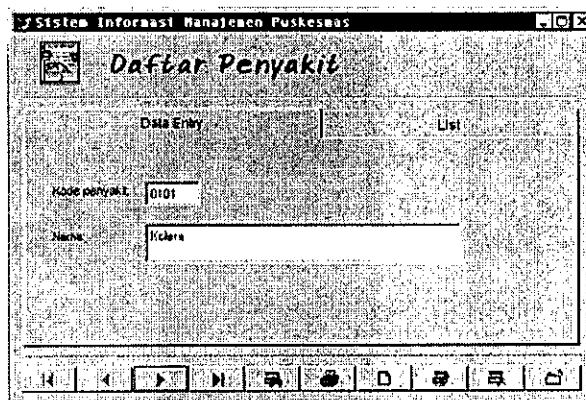 Sistem Informasi Manajemen Puskesmas
Daftar Penyakit
Data Entry
List
Kode penyakit:
0101
Nama:
Kolera